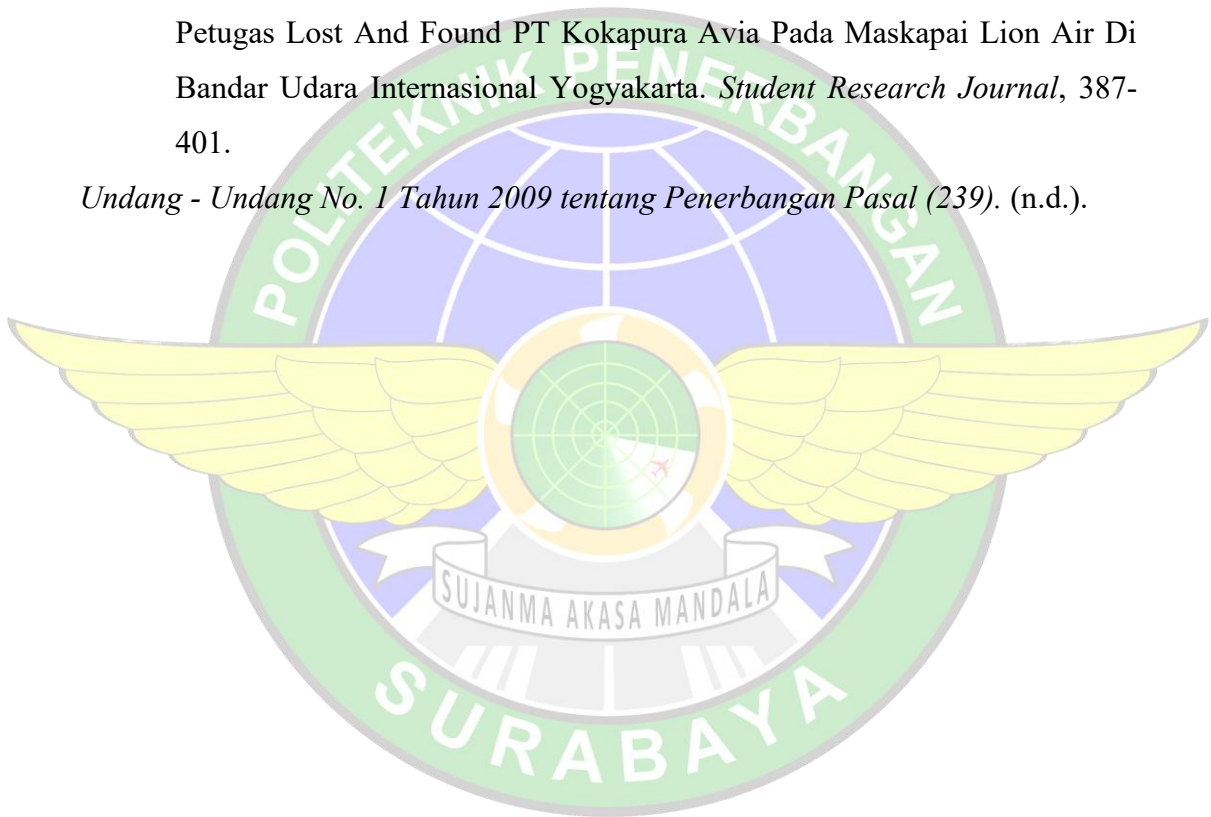 Petugas Lost And Found PT Kokapura Avia Pada Maskapai Lion Air Di
Bandar Udara Internasional Yogyakarta. Student Research Journal, 387-
401.
Undang - Undang No. 1 Tahun 2009 tentang Penerbangan Pasal (239). (n.d.).
POLITEKNIK PENERBANGAN
SUJANMA AKASA MANDALA
SURABAYA